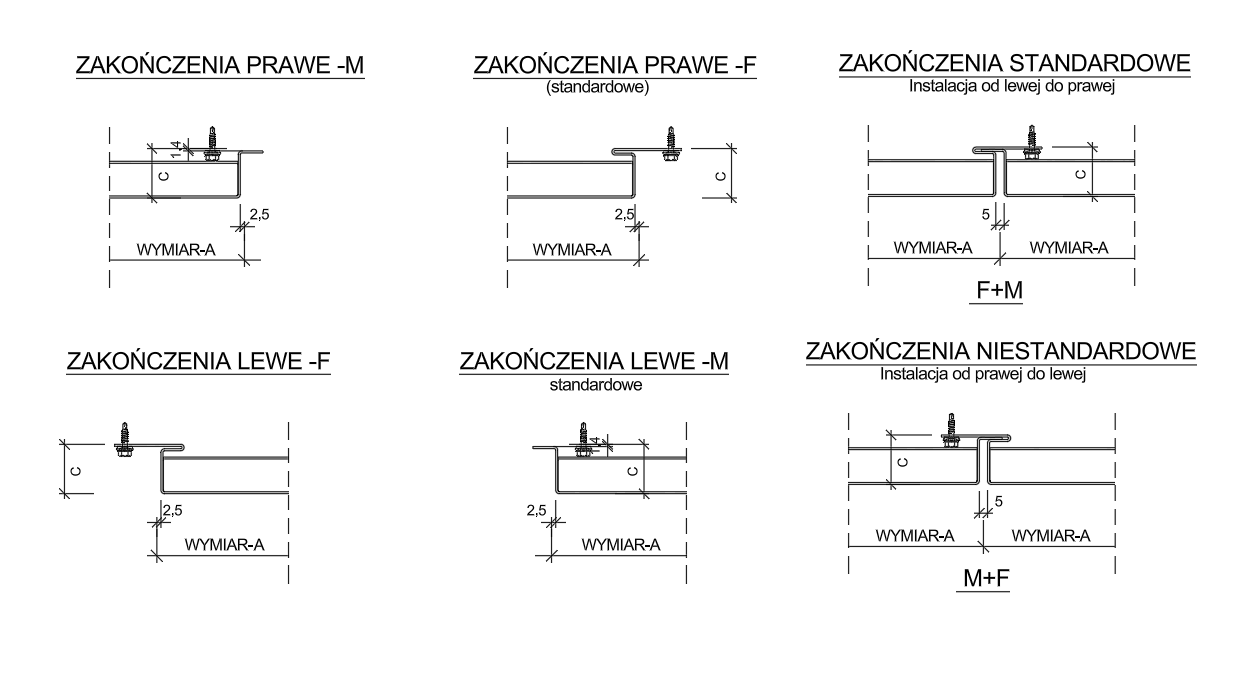 ZAKOŃCZENIA PRAWE -M
1,4
C
2,5
WYMIAR-A
ZAKOŃCZENIA PRAWE -F
(standardowe)
C
2,5
WYMIAR-A
ZAKOŃCZENIA STANDARDOWE
Instalacja od lewej do prawej
C
5
WYMIAR-A WYMIAR-A
F+M
ZAKOŃCZENIA LEWE -F
C
2,5
WYMIAR-A
ZAKOŃCZENIA LEWE -M
standardowe
C
2,5
WYMIAR-A
ZAKOŃCZENIA NIESTANDARDOWE
Instalacja od prawej do lewej
C
5
WYMIAR-A WYMIAR-A
M+F